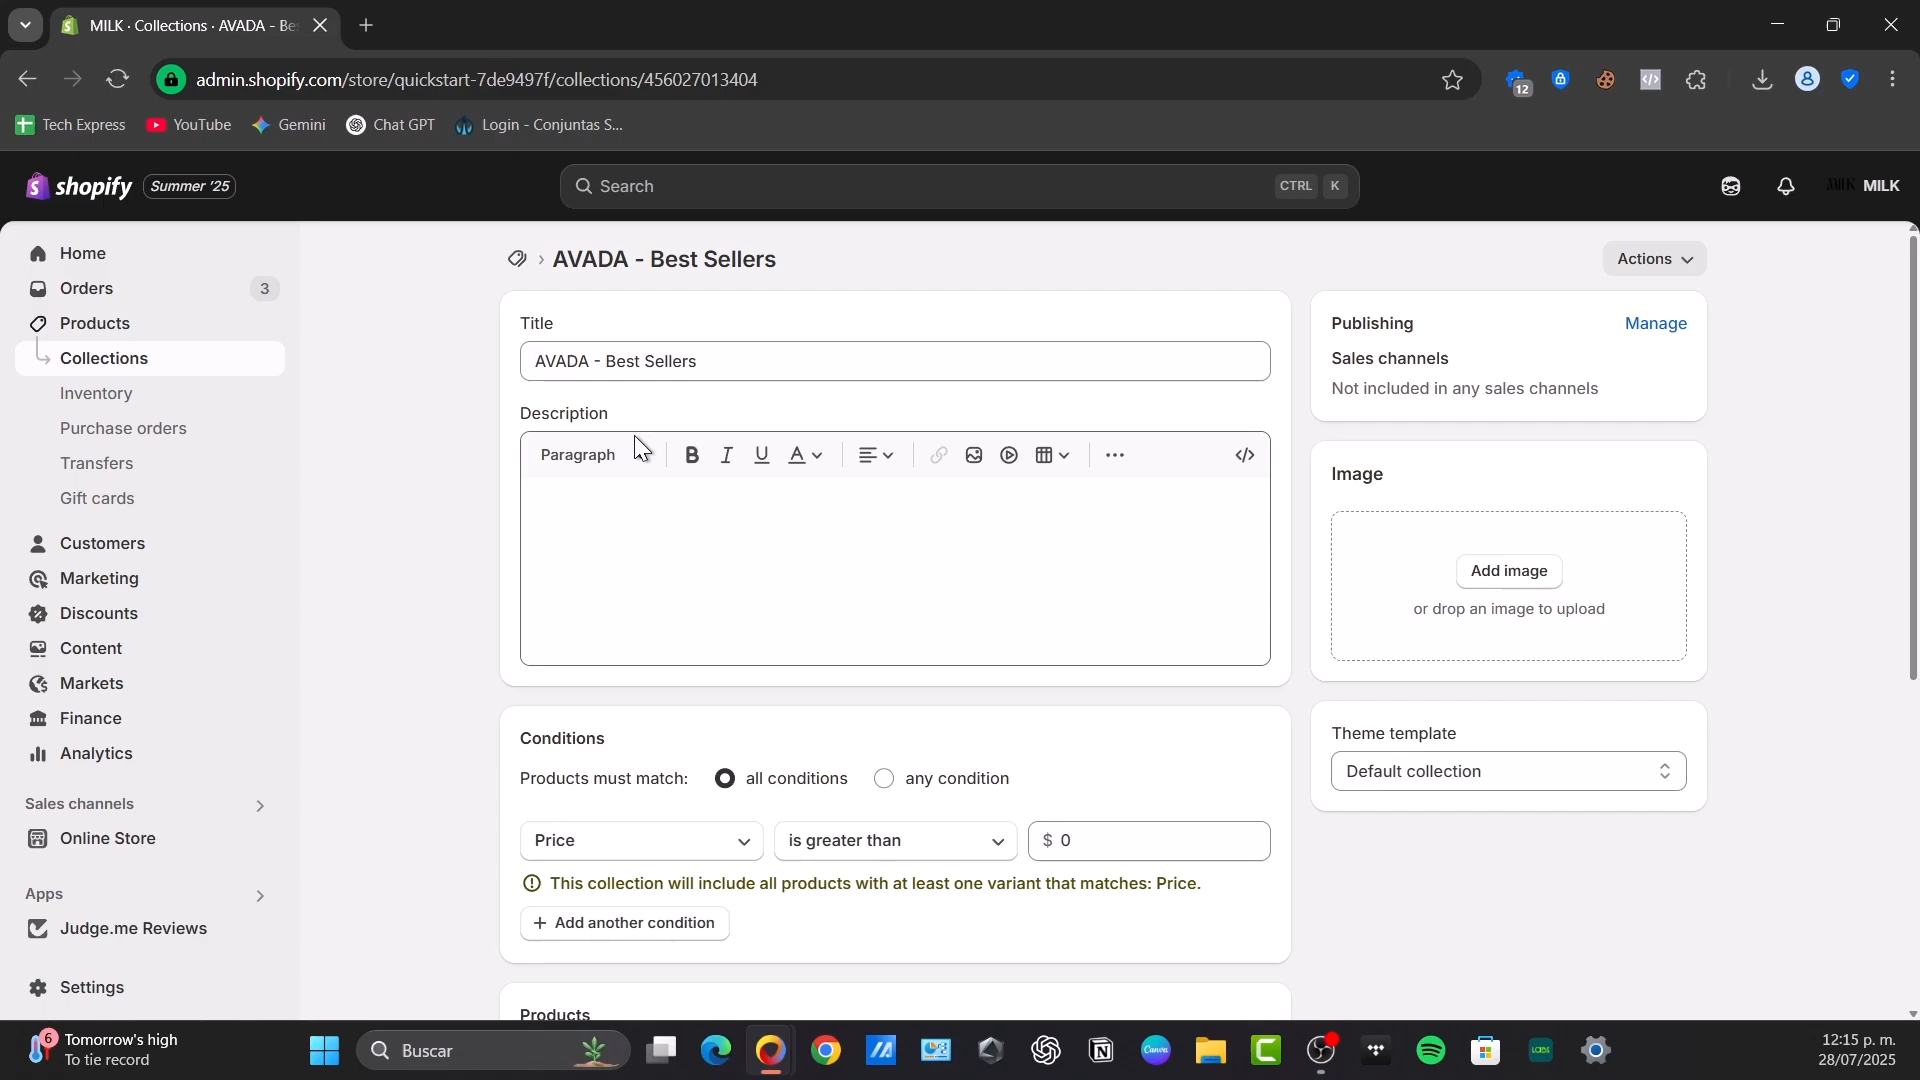 MILK · Collections · AVADA - Be
admin.shopify.com/store/quickstart-7de9497f/collections/456027013404
12
Tech Express
YouTube
Gemini
Chat GPT
Login - Conjuntas S...
shopify
Summer '25
Search
CTRL K
MILK
Home
Orders
3
Products
Collections
Inventory
Purchase orders
Transfers
Gift cards
Customers
Marketing
Discounts
Content
Markets
Finance
Analytics
Sales channels
Online Store
Apps
Judge.me Reviews
Settings
AVADA - Best Sellers
Actions
Title
AVADA - Best Sellers
Description
Paragraph
Conditions
Products must match:
all conditions
any condition
Price
is greater than
$ 0
This collection will include all products with at least one variant that matches: Price.
+ Add another condition
Products
Publishing
Manage
Sales channels
Not included in any sales channels
Image
Add image
or drop an image to upload
Theme template
Default collection
6
Tomorrow's high
To tie record
Buscar
Canva
LABS
12:15 p. m.
28/07/2025